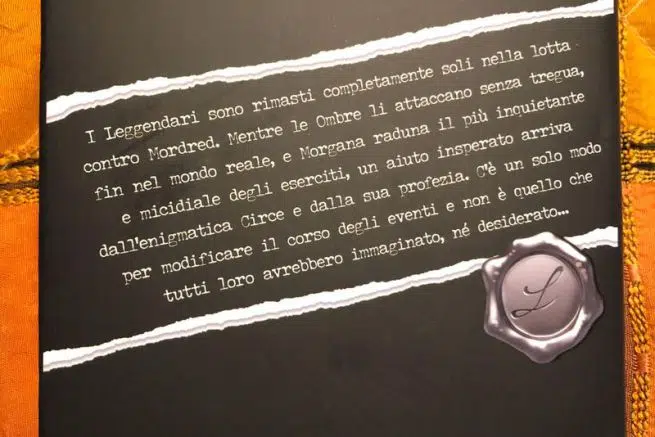 I Leggendari sono rimasti completamente soli nella lotta
contro Mordred. Mentre le Ombre li attaccano senza tregua,
fin nel mondo reale, e Morgana raduna il più inquietante
e micidiale degli eserciti, un aiuto insperato arriva
dall'enigmatica Circe e dalla sua profezia. C'è un solo modo
per modificare il corso degli eventi e non è quello che
tutti loro avrebbero immaginato, né desiderato...
L